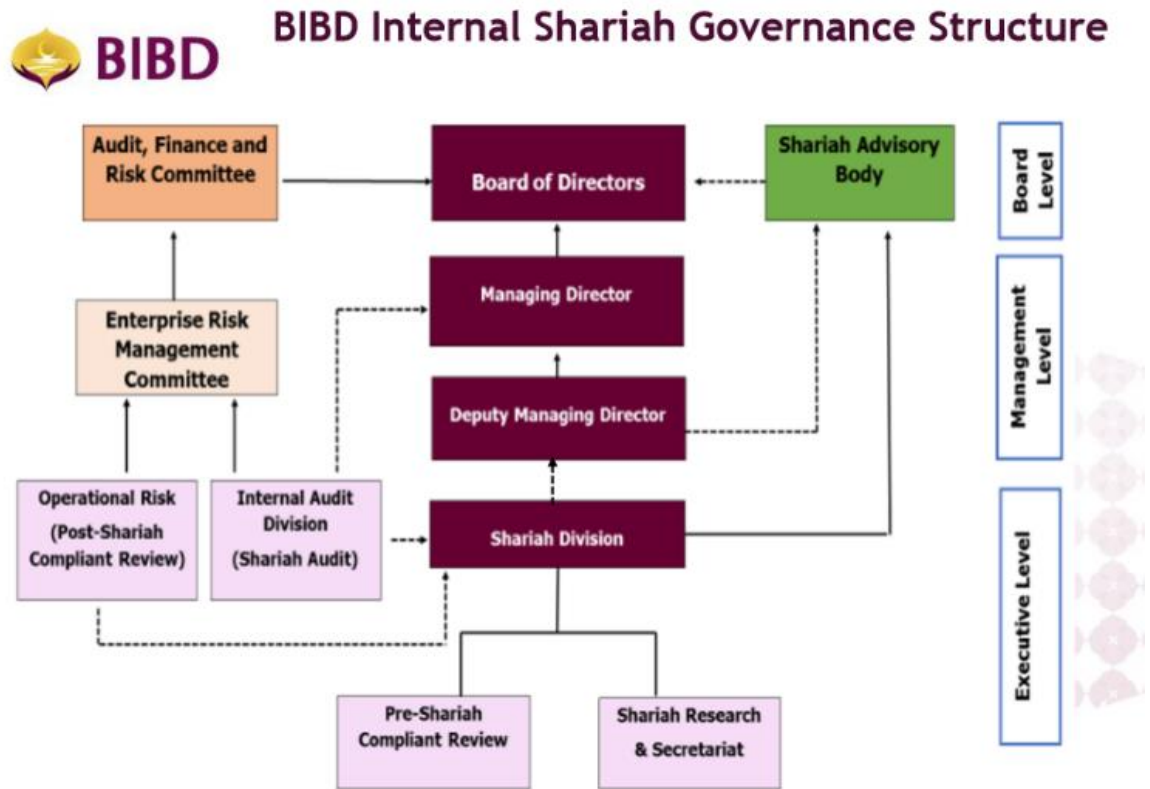 BIBD Internal Shariah Governance Structure
BIBD
Audit, Finance and
Risk Committee
Board of Directors
Shariah Advisory
Body
Board
Level
Managing Director
Enterprise Risk
Management
Committee
Management
Level
Deputy Managing Director
Operational Risk
(Post-Shariah
Compliant Review)
Internal Audit
Division
(Shariah Audit)
Shariah Division
Executive Level
Pre-Shariah
Compliant Review
Shariah Research
& Secretariat